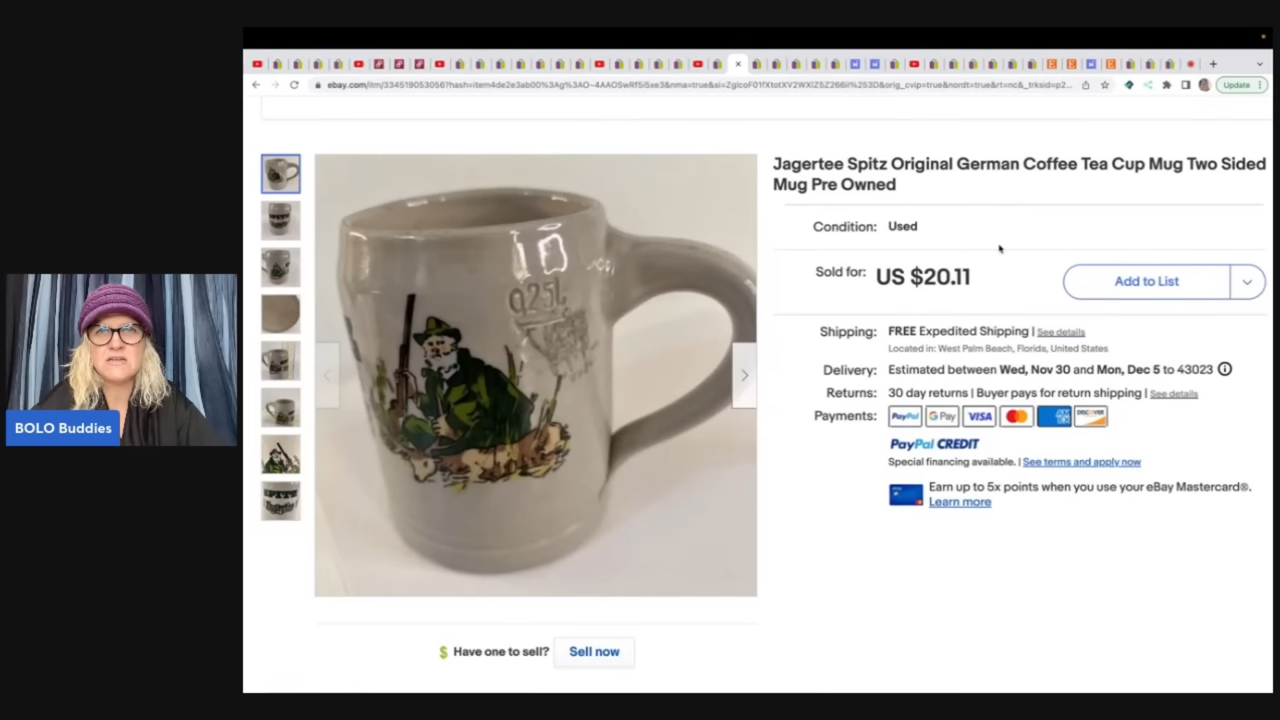 Update
Jagertee Spitz Original German Coffee Tea Cup Mug Two Sided
Mug Pre Owned
Condition: Used
Sold for: US $20.11
Add to List
Shipping: FREE Expedited Shipping | See details
Located in: West Palm Beach, Florida, United States
Delivery: Estimated between Wed, Nov 30 and Mon, Dec 5 to 43023
Returns: 30 day returns | Buyer pays for return shipping | See details
Payments: PayPal G Pay VISA DISCOVER
PayPal CREDIT
Special financing available. | See terms and apply now
Earn up to 5x points when you use your eBay Mastercard®.
Learn more
0,25l
BOLO Buddies
$ Have one to sell? Sell now